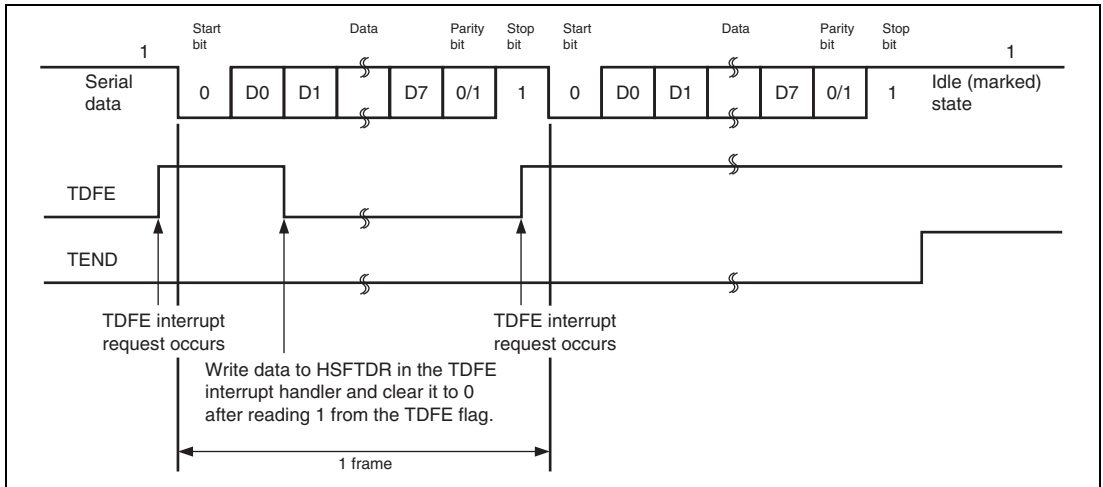 Start bit Data Parity bit Stop bit Start bit Data Parity bit Stop bit
1 1
Serial data 0 D0 D1 D7 0/1 1 0 D0 D1 D7 0/1 1 Idle (marked) state
TDFE
TEND
TDFE interrupt request occurs
TDFE interrupt request occurs
Write data to HSFTDR in the TDFE
interrupt handler and clear it to 0
after reading 1 from the TDFE flag.
1 frame